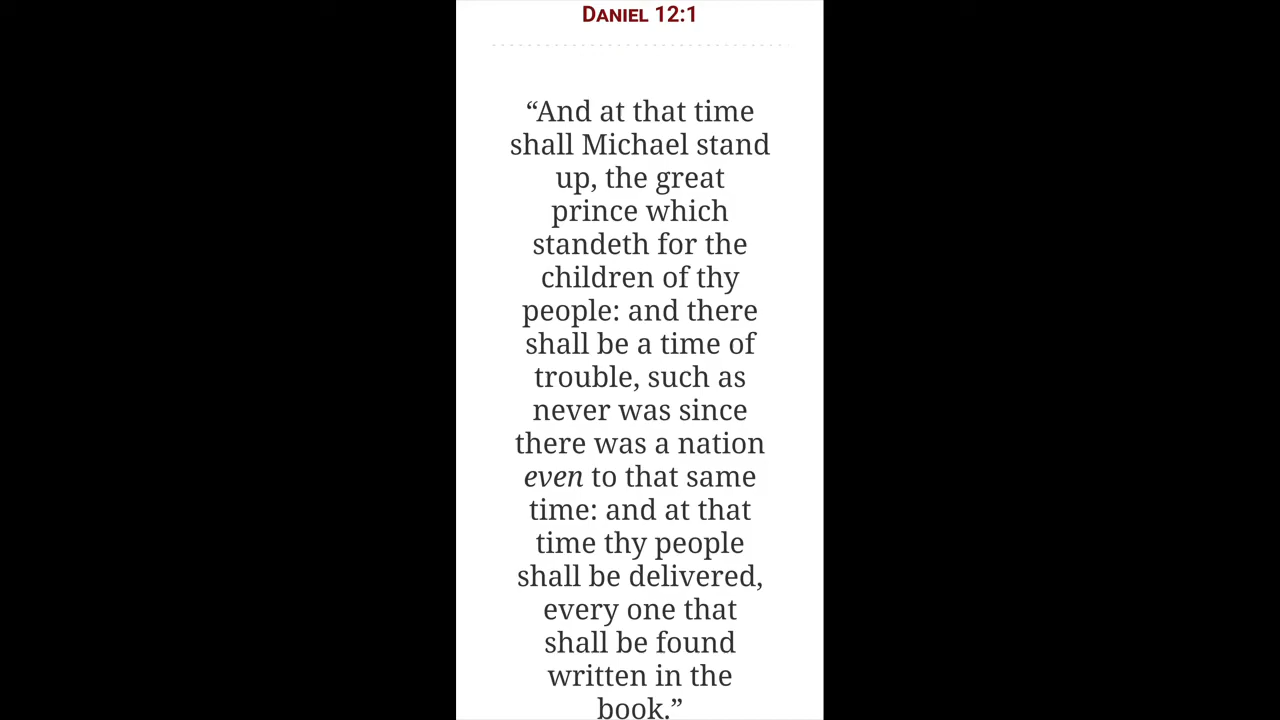 Daniel 12:1
“And at that time
shall Michael stand
up, the great
prince which
standeth for the
children of thy
people: and there
shall be a time of
trouble, such as
never was since
there was a nation
even to that same
time: and at that
time thy people
shall be delivered,
every one that
shall be found
written in the
book.”